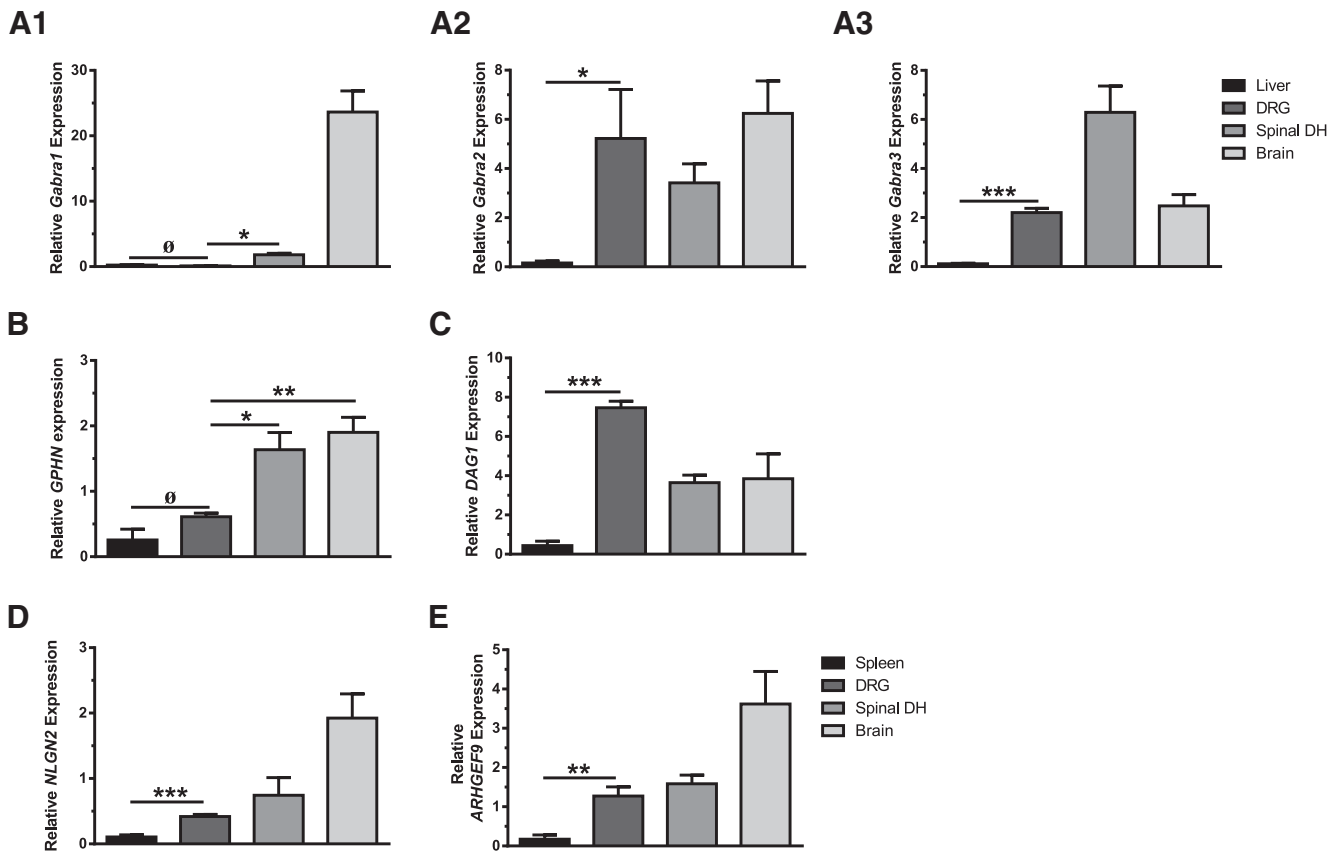 A1
A2
A3
Relative Gabra1 Expression
30
20
10
0
ø
*
Relative Gabra2 Expression
8
6
4
2
0
*
Relative Gabra3 Expression
8
6
4
2
0
***
Liver
DRG
Spinal DH
Brain
B
C
Relative GPHN expression
3
2
1
0
ø
*
**
Relative DAG1 Expression
10
8
6
4
2
0
***
D
E
Relative NLGN2 Expression
3
2
1
0
***
Relative
ARHGEF9 Expression
5
4
3
2
1
0
**
Spleen
DRG
Spinal DH
Brain